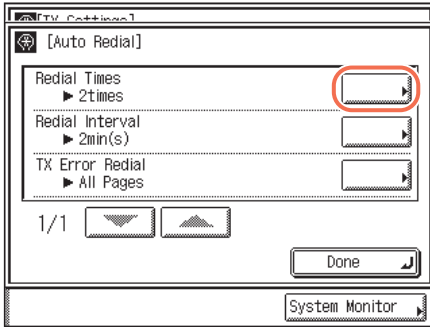 [Auto Redial]
Redial Times
► 2times
Redial Interval
► 2min(s)
TX Error Redial
► All Pages
1/1
Done
System Monitor